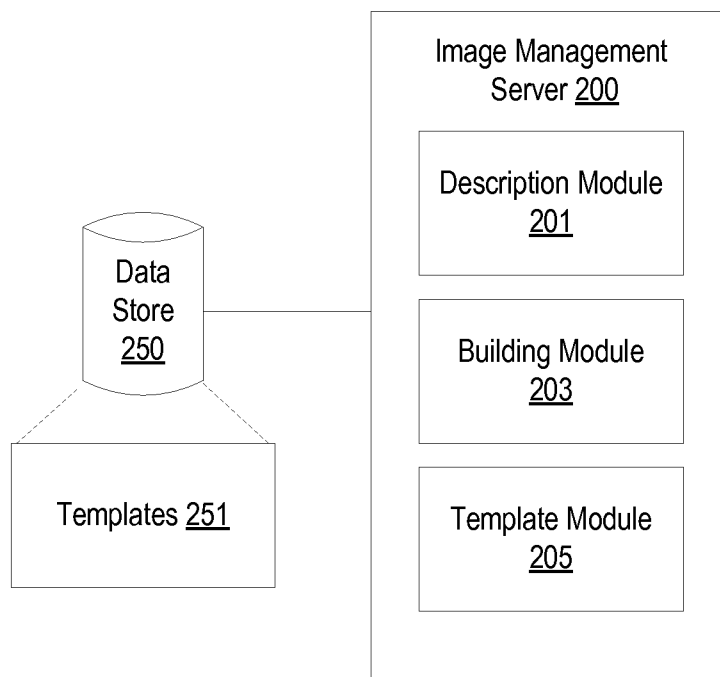 Image Management
Server 200
Description Module
201
Data
Store
250
Building Module
203
Templates 251
Template Module
205